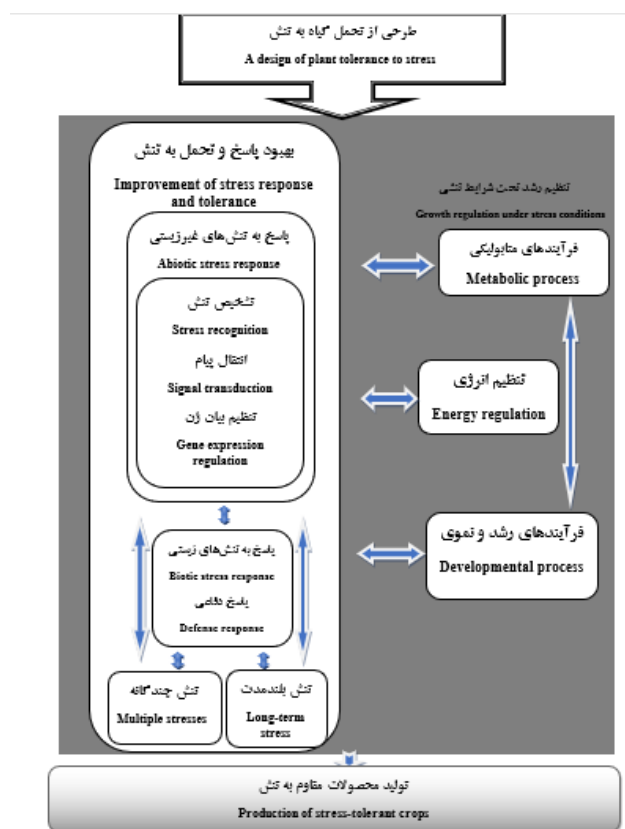 طرحی از تحمل گیاه به تنش
A design of plant tolerance to stress
بهبود پاسخ و تحمل به تنش
Improvement of stress response
and tolerance
پاسخ به تنش‌های غیرزیستی
Abiotic stress response
تشخیص تنش
Stress recognition
انتقال پیام
Signal transduction
تنظیم بیان ژن
Gene expression
regulation
پاسخ به تنش‌های زیستی
Biotic stress response
پاسخ دفاعی
Defense response
تنش چندگانه
Multiple stresses
تنش بلندمدت
Long-term
stress
تنظیم رشد تحت شرایط تنشی
Growth regulation under stress conditions
فرآیندهای متابولیکی
Metabolic process
تنظیم انرژی
Energy regulation
فرآیندهای رشد و نموی
Developmental process
تولید محصولات مقاوم به تنش
Production of stress-tolerant crops